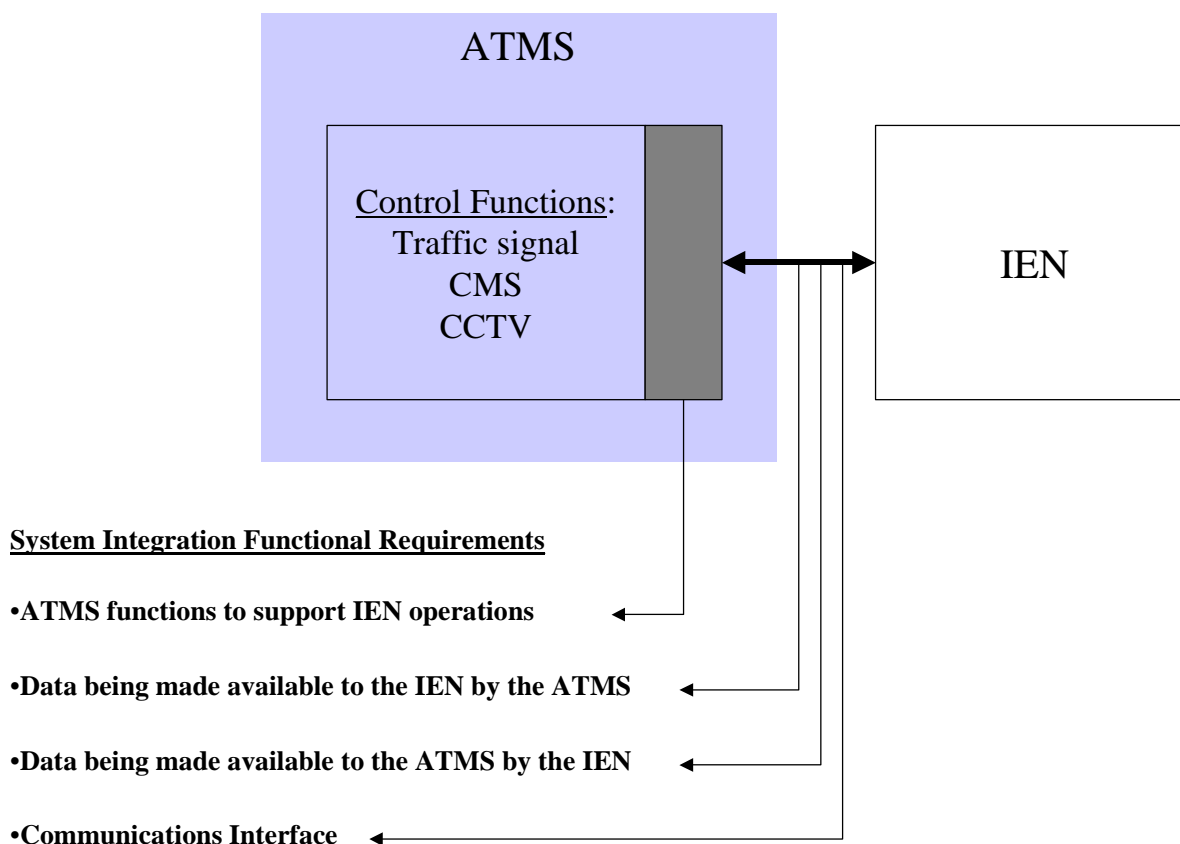 ATMS
Control Functions:
Traffic signal
CMS
CCTV
IEN
System Integration Functional Requirements
•ATMS functions to support IEN operations
•Data being made available to the IEN by the ATMS
•Data being made available to the ATMS by the IEN
•Communications Interface